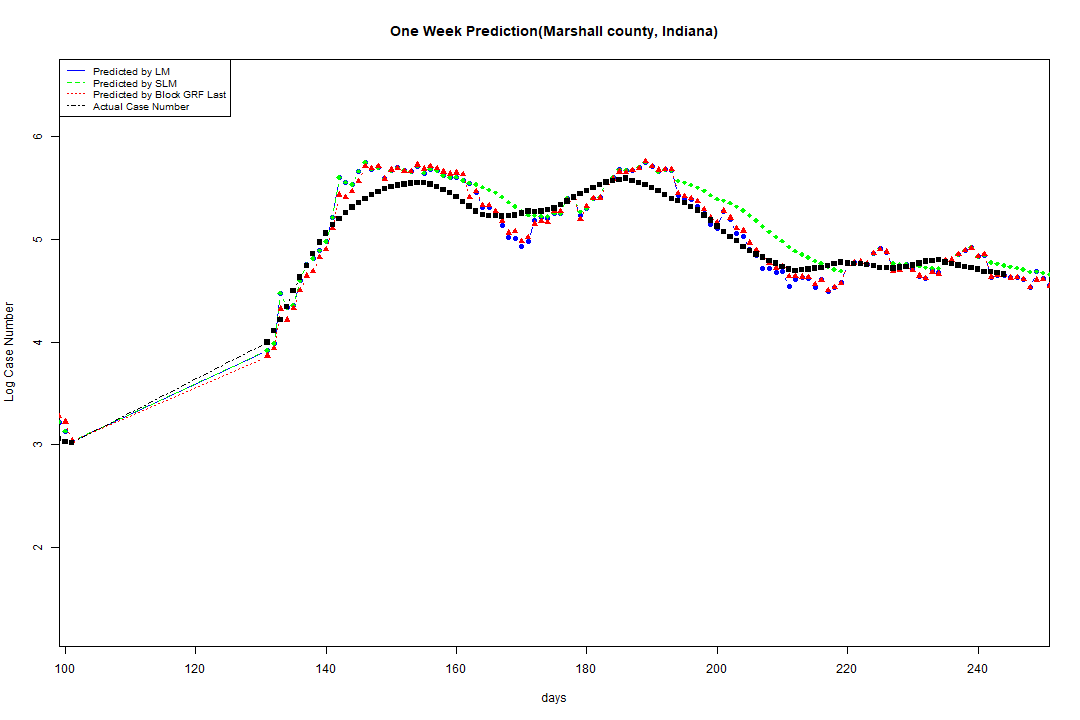 One Week Prediction(Marshall county, Indiana)
Predicted by LM
Predicted by SLM
Predicted by Block GRF Last
Actual Case Number
6
5
4
3
2
Log Case Number
100 120 140 160 180 200 220 240
days